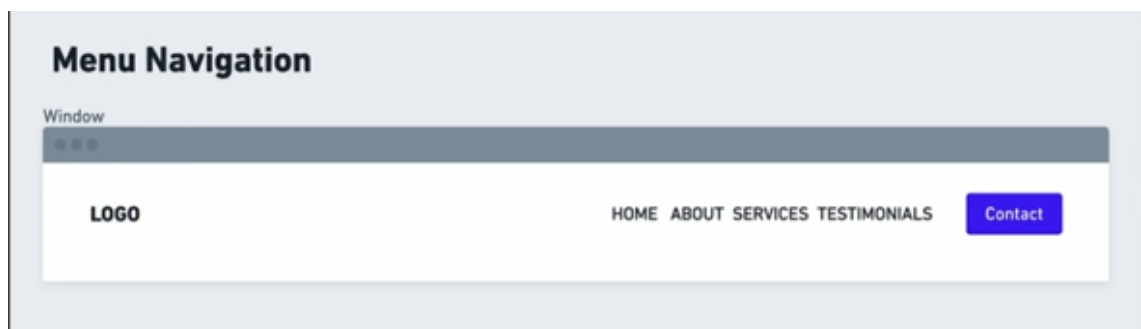 Menu Navigation
Window
LOGO HOME ABOUT SERVICES TESTIMONIALS Contact